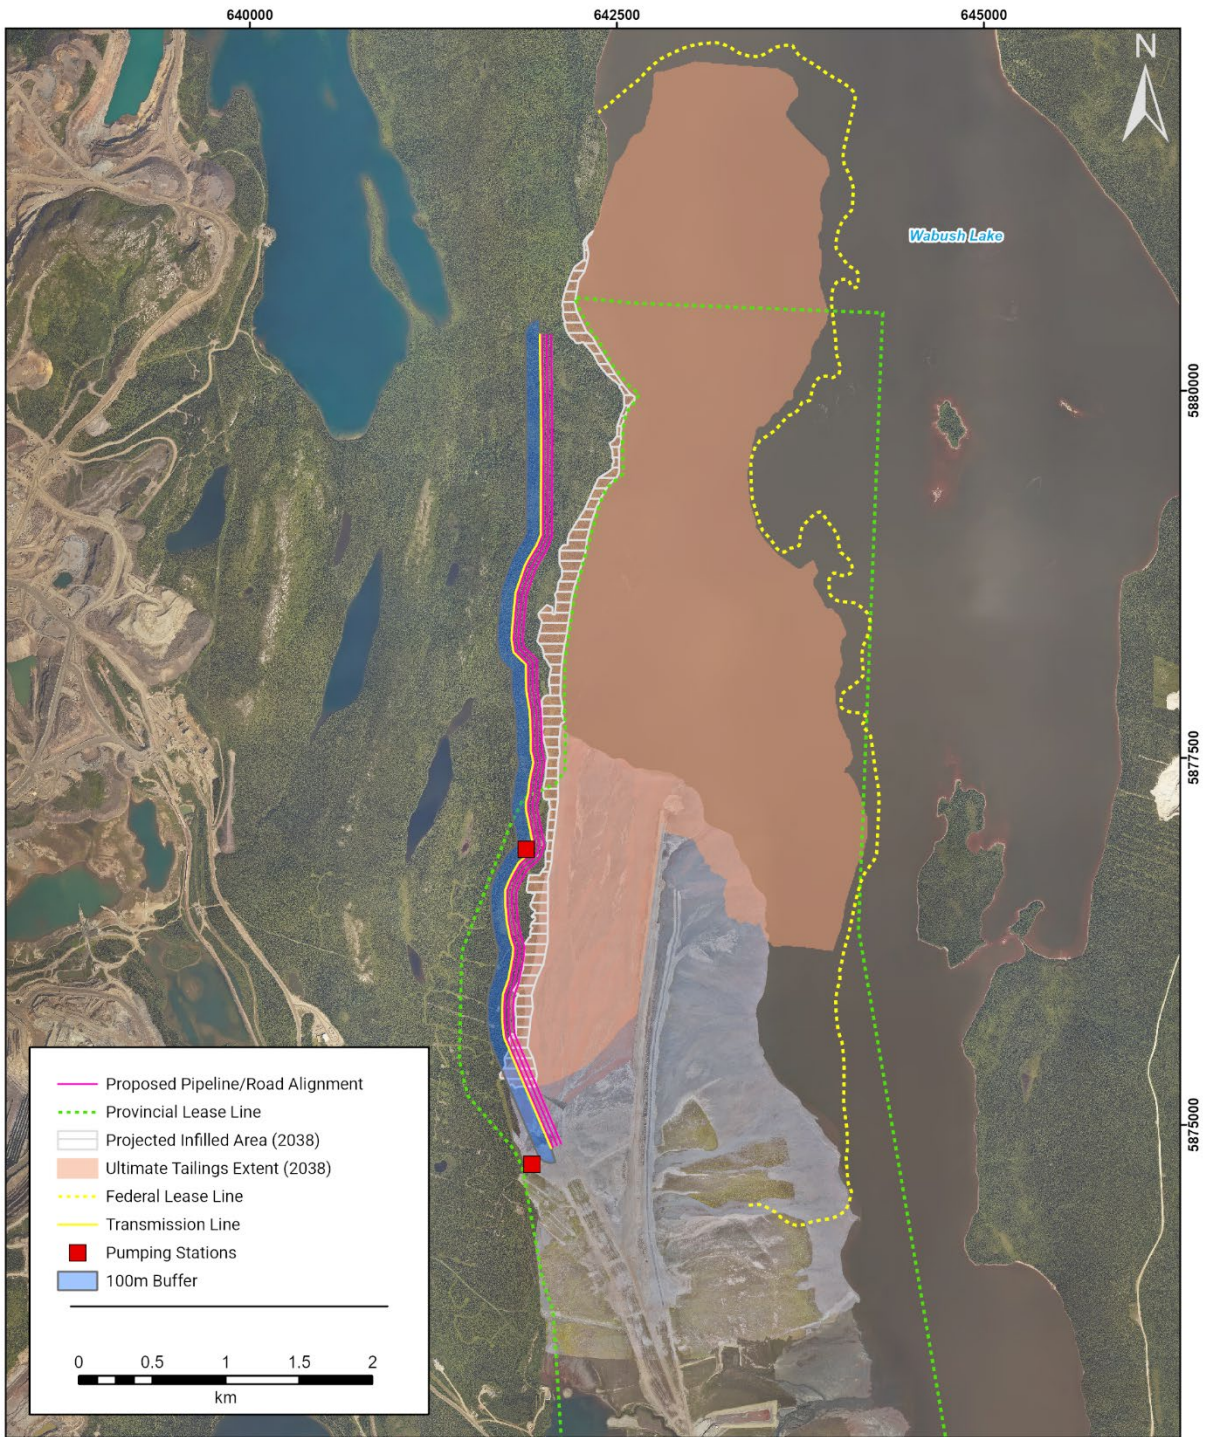 640000
642500
645000
N
Wabush Lake
5880000
5877500
5875000
Proposed Pipeline/Road Alignment
Provincial Lease Line
Projected Infilled Area (2038)
Ultimate Tailings Extent (2038)
Federal Lease Line
Transmission Line
Pumping Stations
100m Buffer
0 0.5 1 1.5 2
km